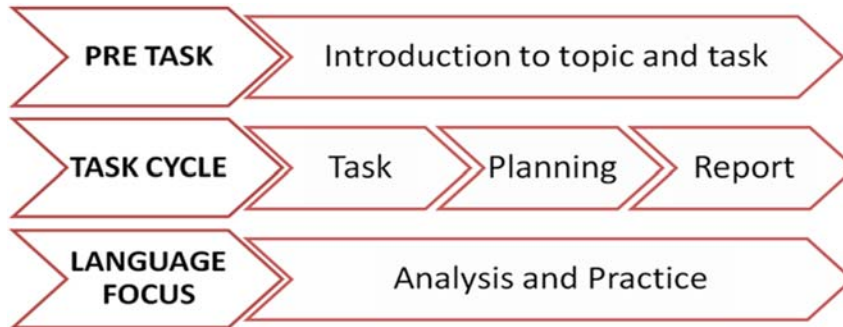 PRE TASK
Introduction to topic and task
TASK CYCLE
Task
Planning
Report
LANGUAGE
FOCUS
Analysis and Practice